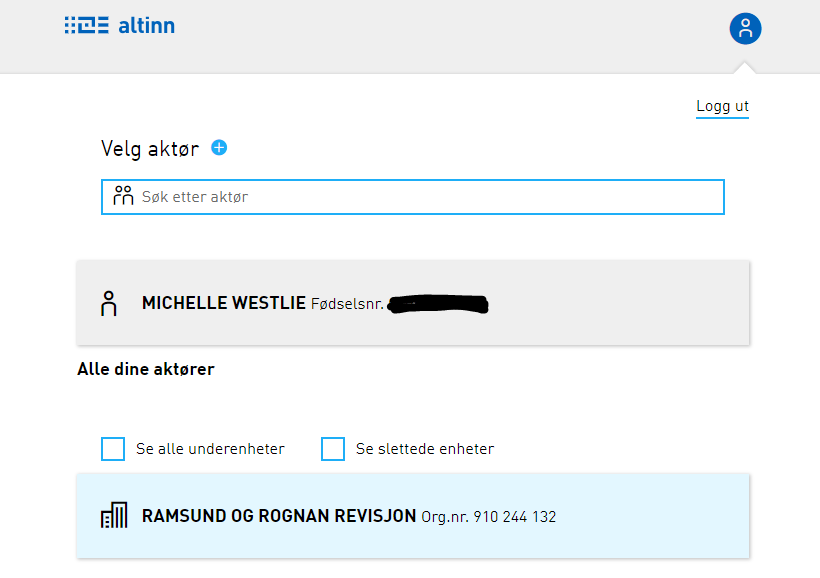 altinn
Logg ut
Velg aktør
Søk etter aktør
MICHELLE WESTLIE Fødselsnr.
Alle dine aktører
Se alle underenheter Se slettede enheter
RAMSUND OG ROGNAN REVISJON Org.nr. 910 244 132